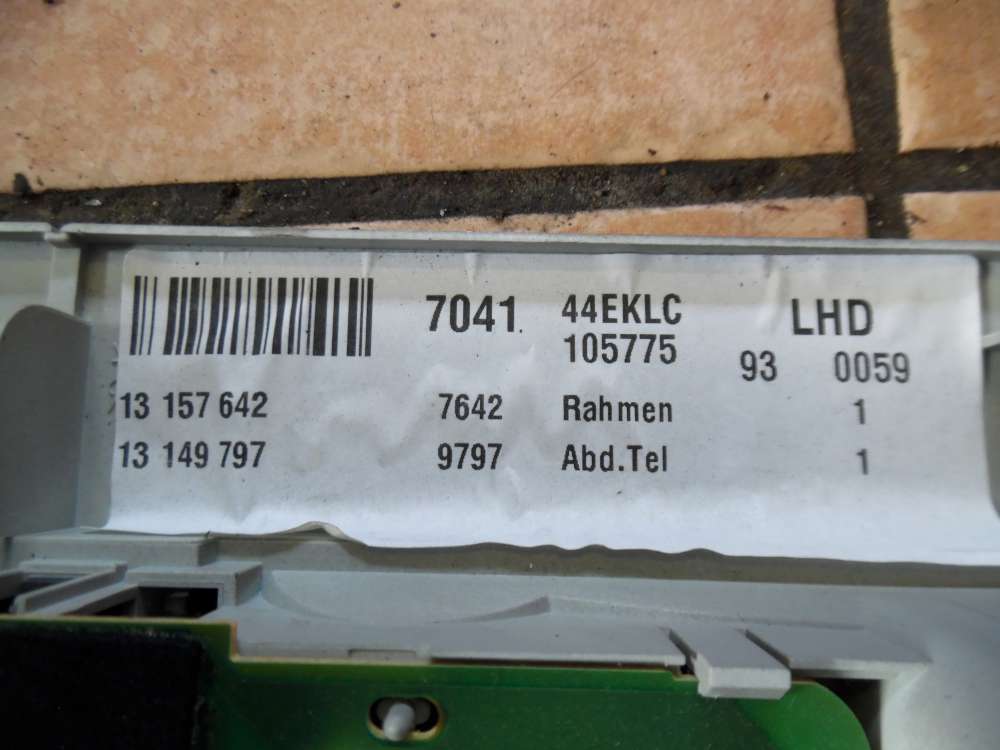 7041 44EKLC LHD
105775 93 0059
13 157 642 7642 Rahmen 1
13 149 797 9797 Abd.Tel 1